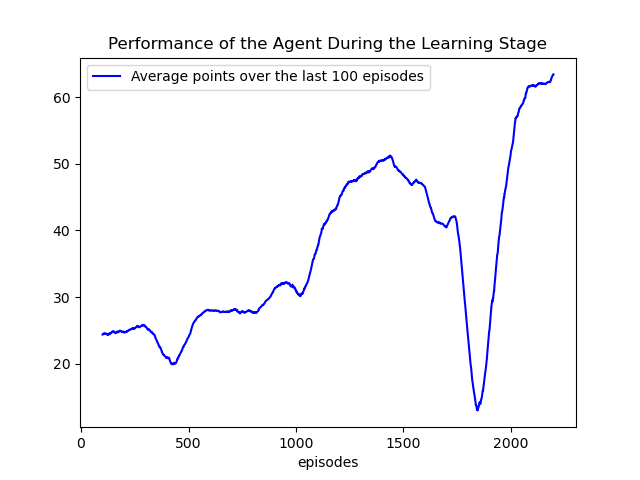 Performance of the Agent During the Learning Stage
Average points over the last 100 episodes
60
50
40
30
20
0 500 1000 1500 2000
episodes